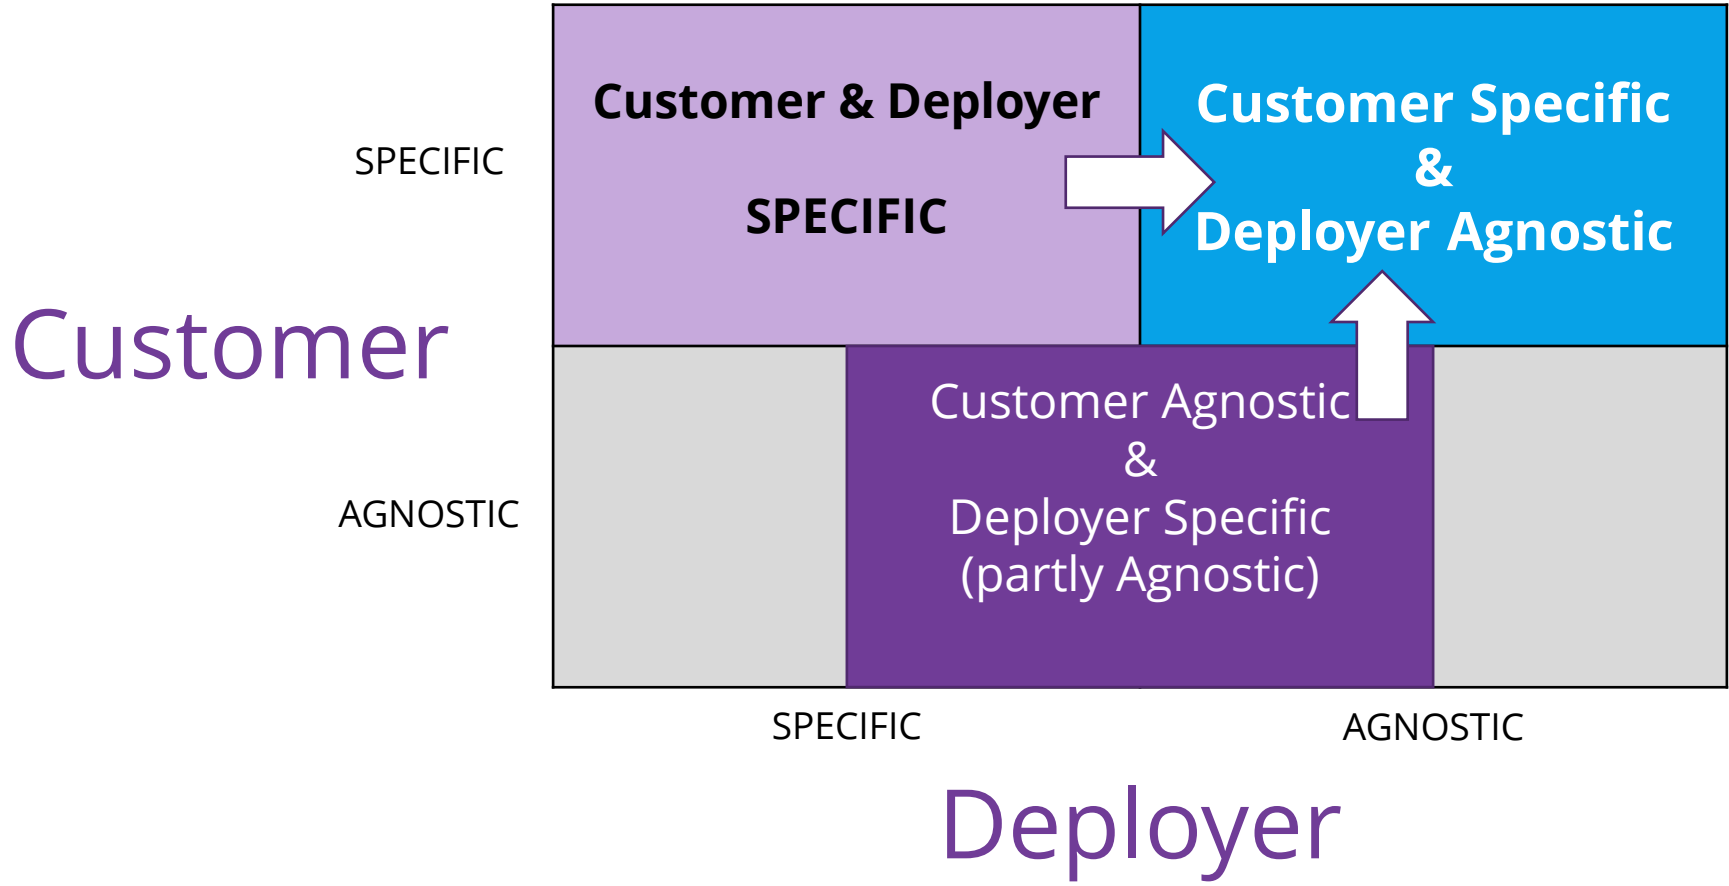 Customer & Deployer
SPECIFIC
Customer Specific
&
Deployer Agnostic
SPECIFIC
Customer
AGNOSTIC
Customer Agnostic
&
Deployer Specific
(partly Agnostic)
SPECIFIC
AGNOSTIC
Deployer